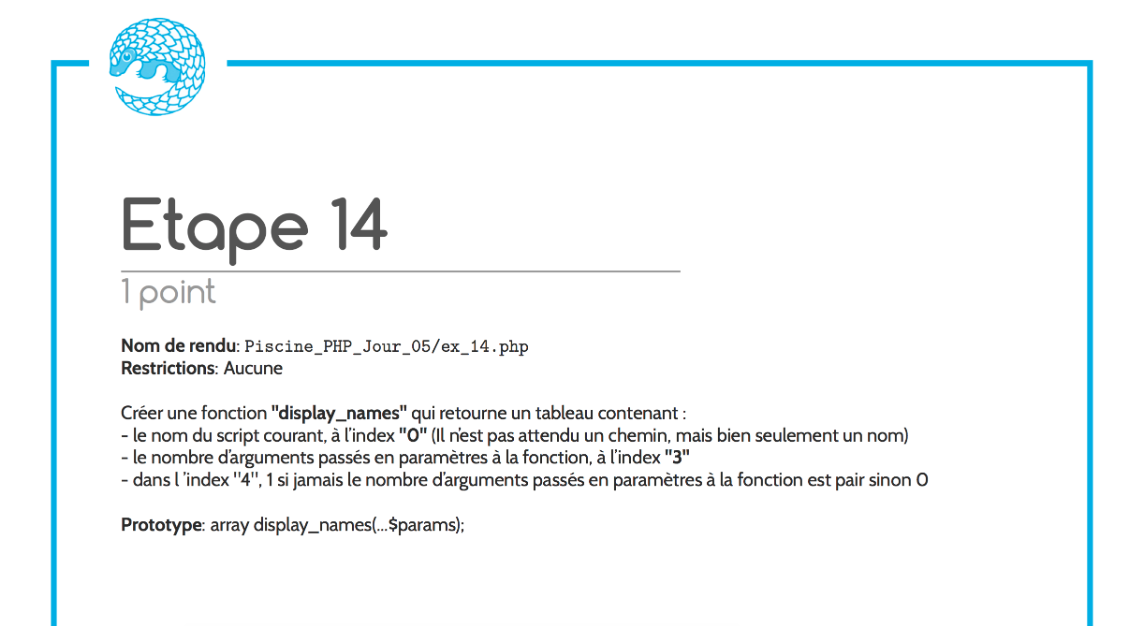 Etape 14
1 point
Nom de rendu: Piscine_PHP_Jour_05/ex_14.php
Restrictions: Aucune
Créer une fonction "display_names" qui retourne un tableau contenant :
- le nom du script courant, à l'index "0" (Il n'est pas attendu un chemin, mais bien seulement un nom)
- le nombre d'arguments passés en paramètres à la fonction, à l'index "3"
- dans l 'index "4", 1 si jamais le nombre d'arguments passés en paramètres à la fonction est pair sinon 0
Prototype: array display_names(...$params);